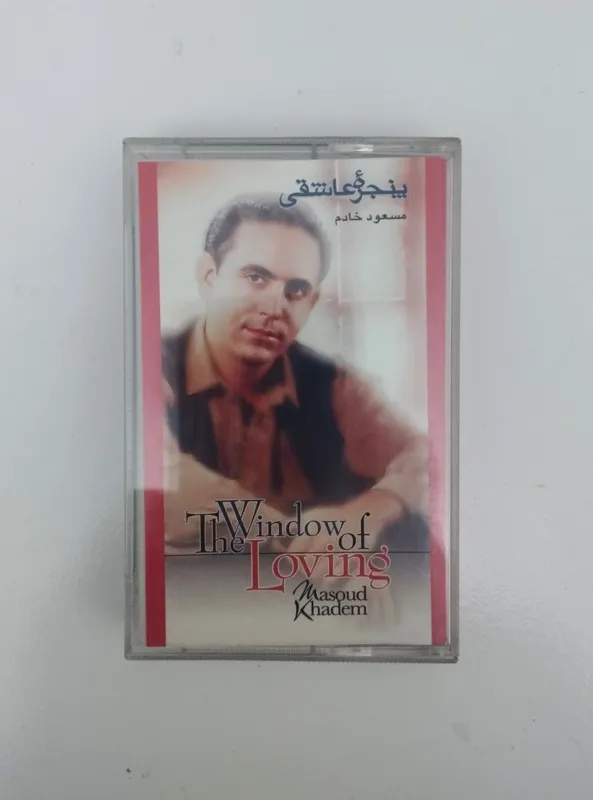 پنجرهٔ عاشقی
مسعود خادم
The Window of
Loving
Masoud
Khadem